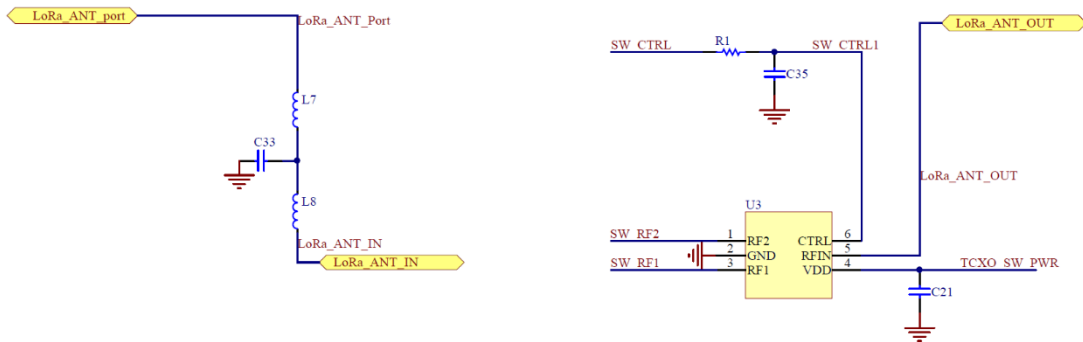 LoRa_ANT_port
LoRa_ANT_Port
L7
C33
L8
LoRa_ANT_IN
LoRa_ANT_IN
LoRa_ANT_OUT
SW_CTRL
R1
SW_CTRL1
C35
LoRa_ANT_OUT
U3
SW_RF2
1
RF2
CTRL
6
2
GND
RFIN
5
SW_RF1
3
RF1
VDD
4
TCXO_SW_PWR
C21